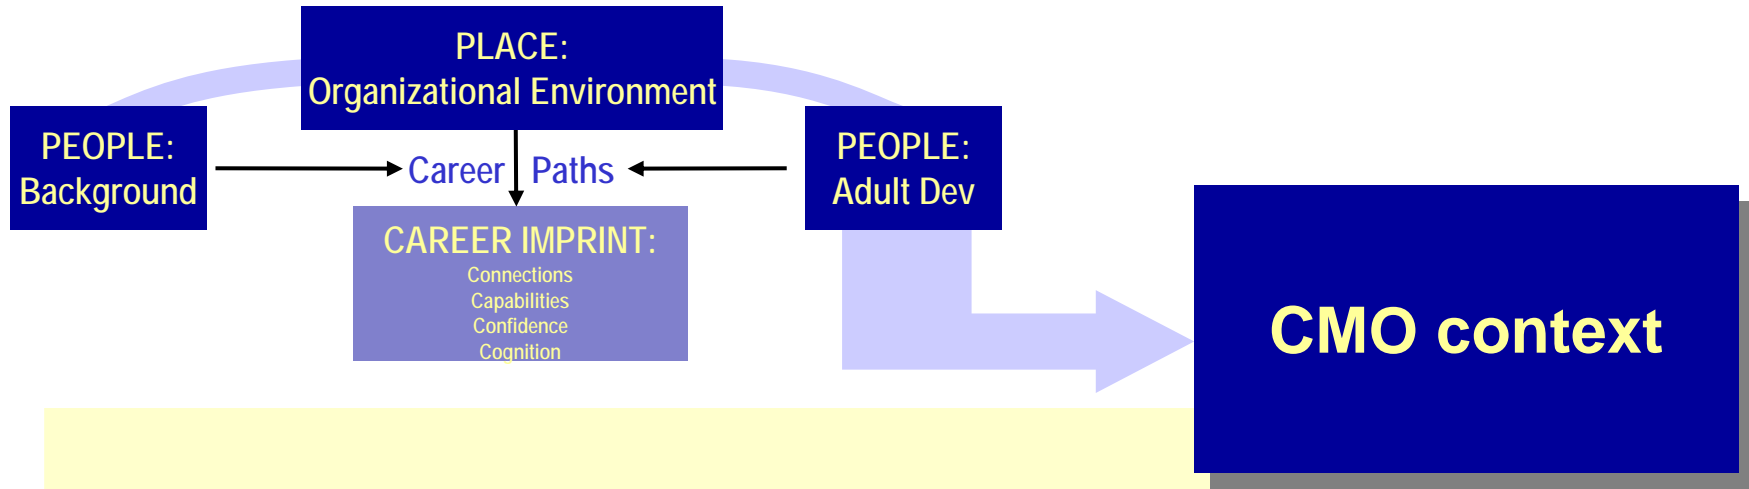 PLACE:
Organizational Environment
PEOPLE:
Background
Career Paths
PEOPLE:
Adult Dev
CAREER IMPRINT:
Connections
Capabilities
Confidence
Cognition
CMO context